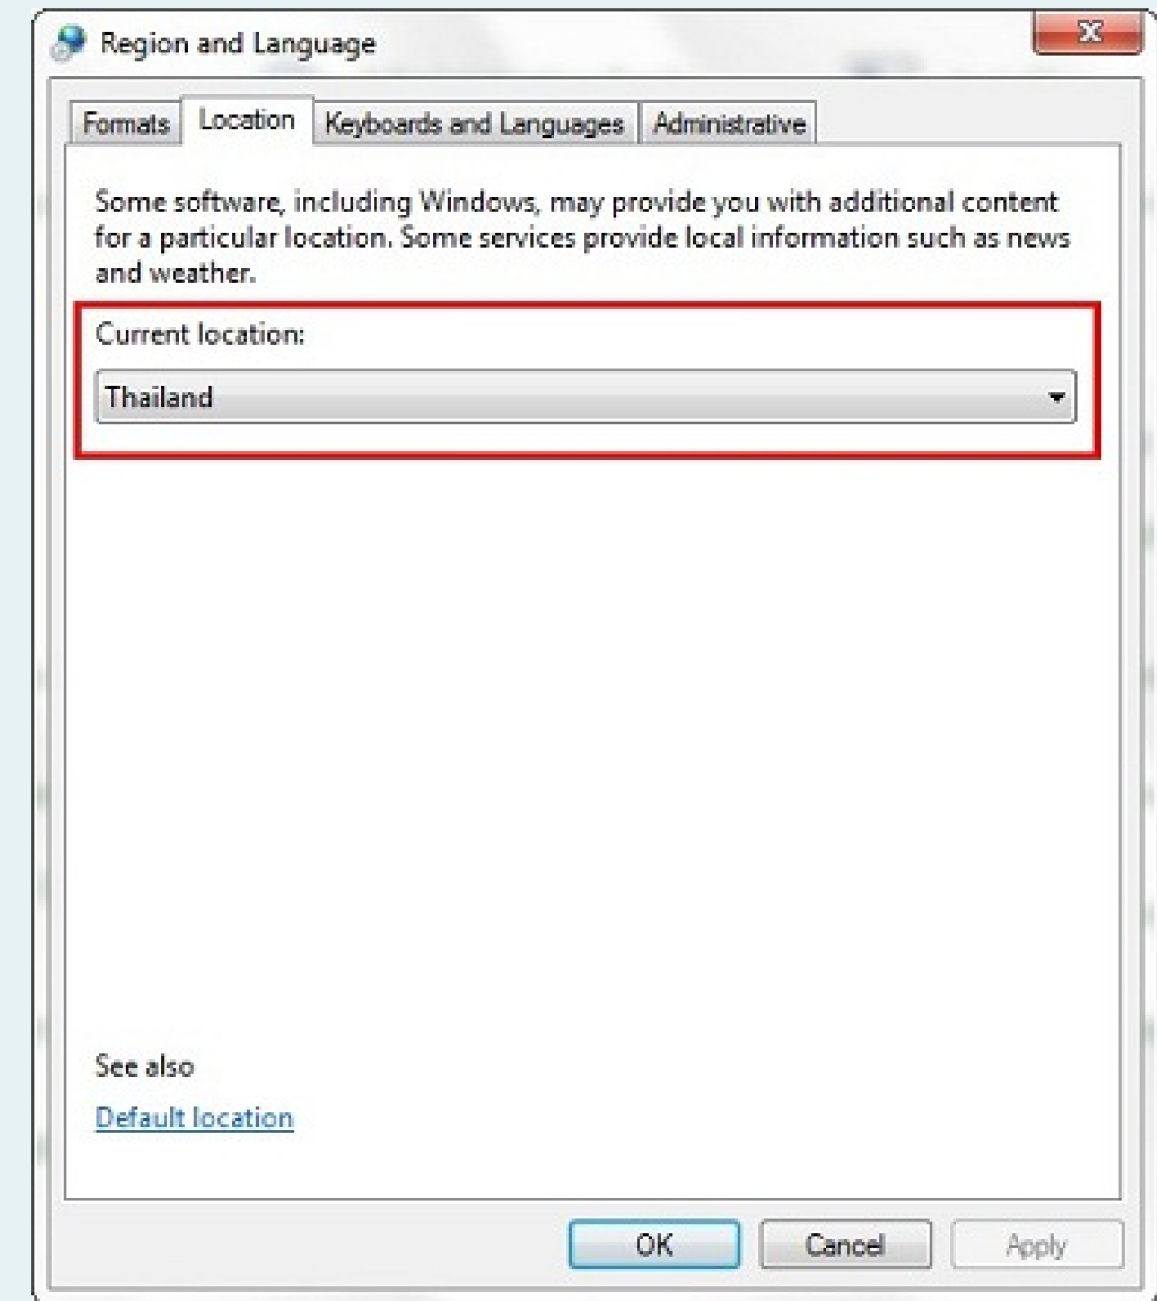 Region and Language
Formats Location Keyboards and Languages Administrative
Some software, including Windows, may provide you with additional content
for a particular location. Some services provide local information such as news
and weather.
Current location:
Thailand
See also
Default location
OK Cancel Apply